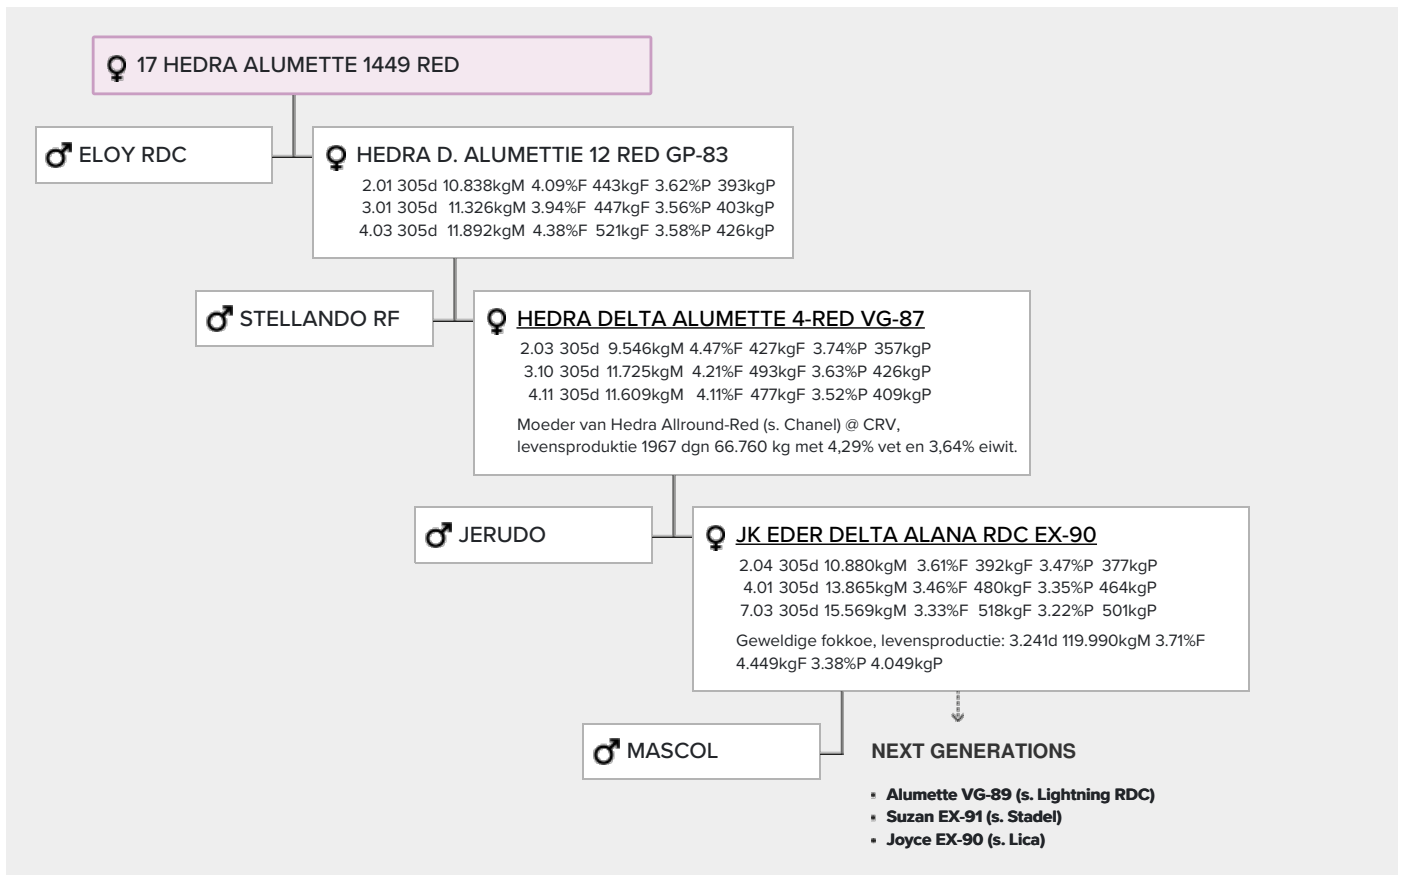 17 HEDRA ALUMETTE 1449 RED
ELOY RDC
HEDRA D. ALUMETTIE 12 RED GP-83
2.01 305d 10.838kgM 4.09%F 443kgF 3.62%P 393kgP
3.01 305d 11.326kgM 3.94%F 447kgF 3.56%P 403kgP
4.03 305d 11.892kgM 4.38%F 521kgF 3.58%P 426kgP
STELLANDO RF
HEDRA DELTA ALUMETTE 4-RED VG-87
2.03 305d 9.546kgM 4.47%F 427kgF 3.74%P 357kgP
3.10 305d 11.725kgM 4.21%F 493kgF 3.63%P 426kgP
4.11 305d 11.609kgM 4.11%F 477kgF 3.52%P 409kgP
Moeder van Hedra Allround-Red (s. Chanel) @ CRV,
levensproduktie 1967 dgn 66.760 kg met 4,29% vet en 3,64% eiwit.
JERUDO
JK EDER DELTA ALANA RDC EX-90
2.04 305d 10.880kgM 3.61%F 392kgF 3.47%P 377kgP
4.01 305d 13.865kgM 3.46%F 480kgF 3.35%P 464kgP
7.03 305d 15.569kgM 3.33%F 518kgF 3.22%P 501kgP
Geweldige fokkoe, levensproductie: 3.241d 119.990kgM 3.71%F
4.449kgF 3.38%P 4.049kgP
MASCOL
NEXT GENERATIONS
▪ Alumette VG-89 (s. Lightning RDC)
▪ Suzan EX-91 (s. Stadel)
▪ Joyce EX-90 (s. Lica)